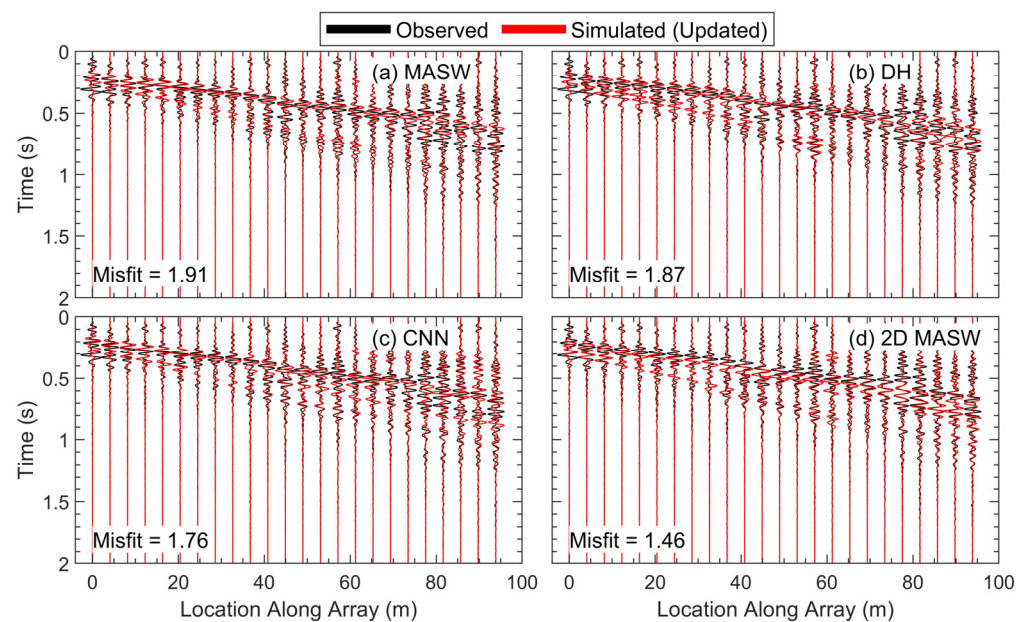 Observed Simulated (Updated)
0
0.5
1
1.5
2
Time (s)
(a) MASW
Misfit = 1.91
(b) DH
Misfit = 1.87
0
0.5
1
1.5
2
Time (s)
(c) CNN
Misfit = 1.76
(d) 2D MASW
Misfit = 1.46
0 20 40 60 80 100
0 20 40 60 80 100
Location Along Array (m)
Location Along Array (m)